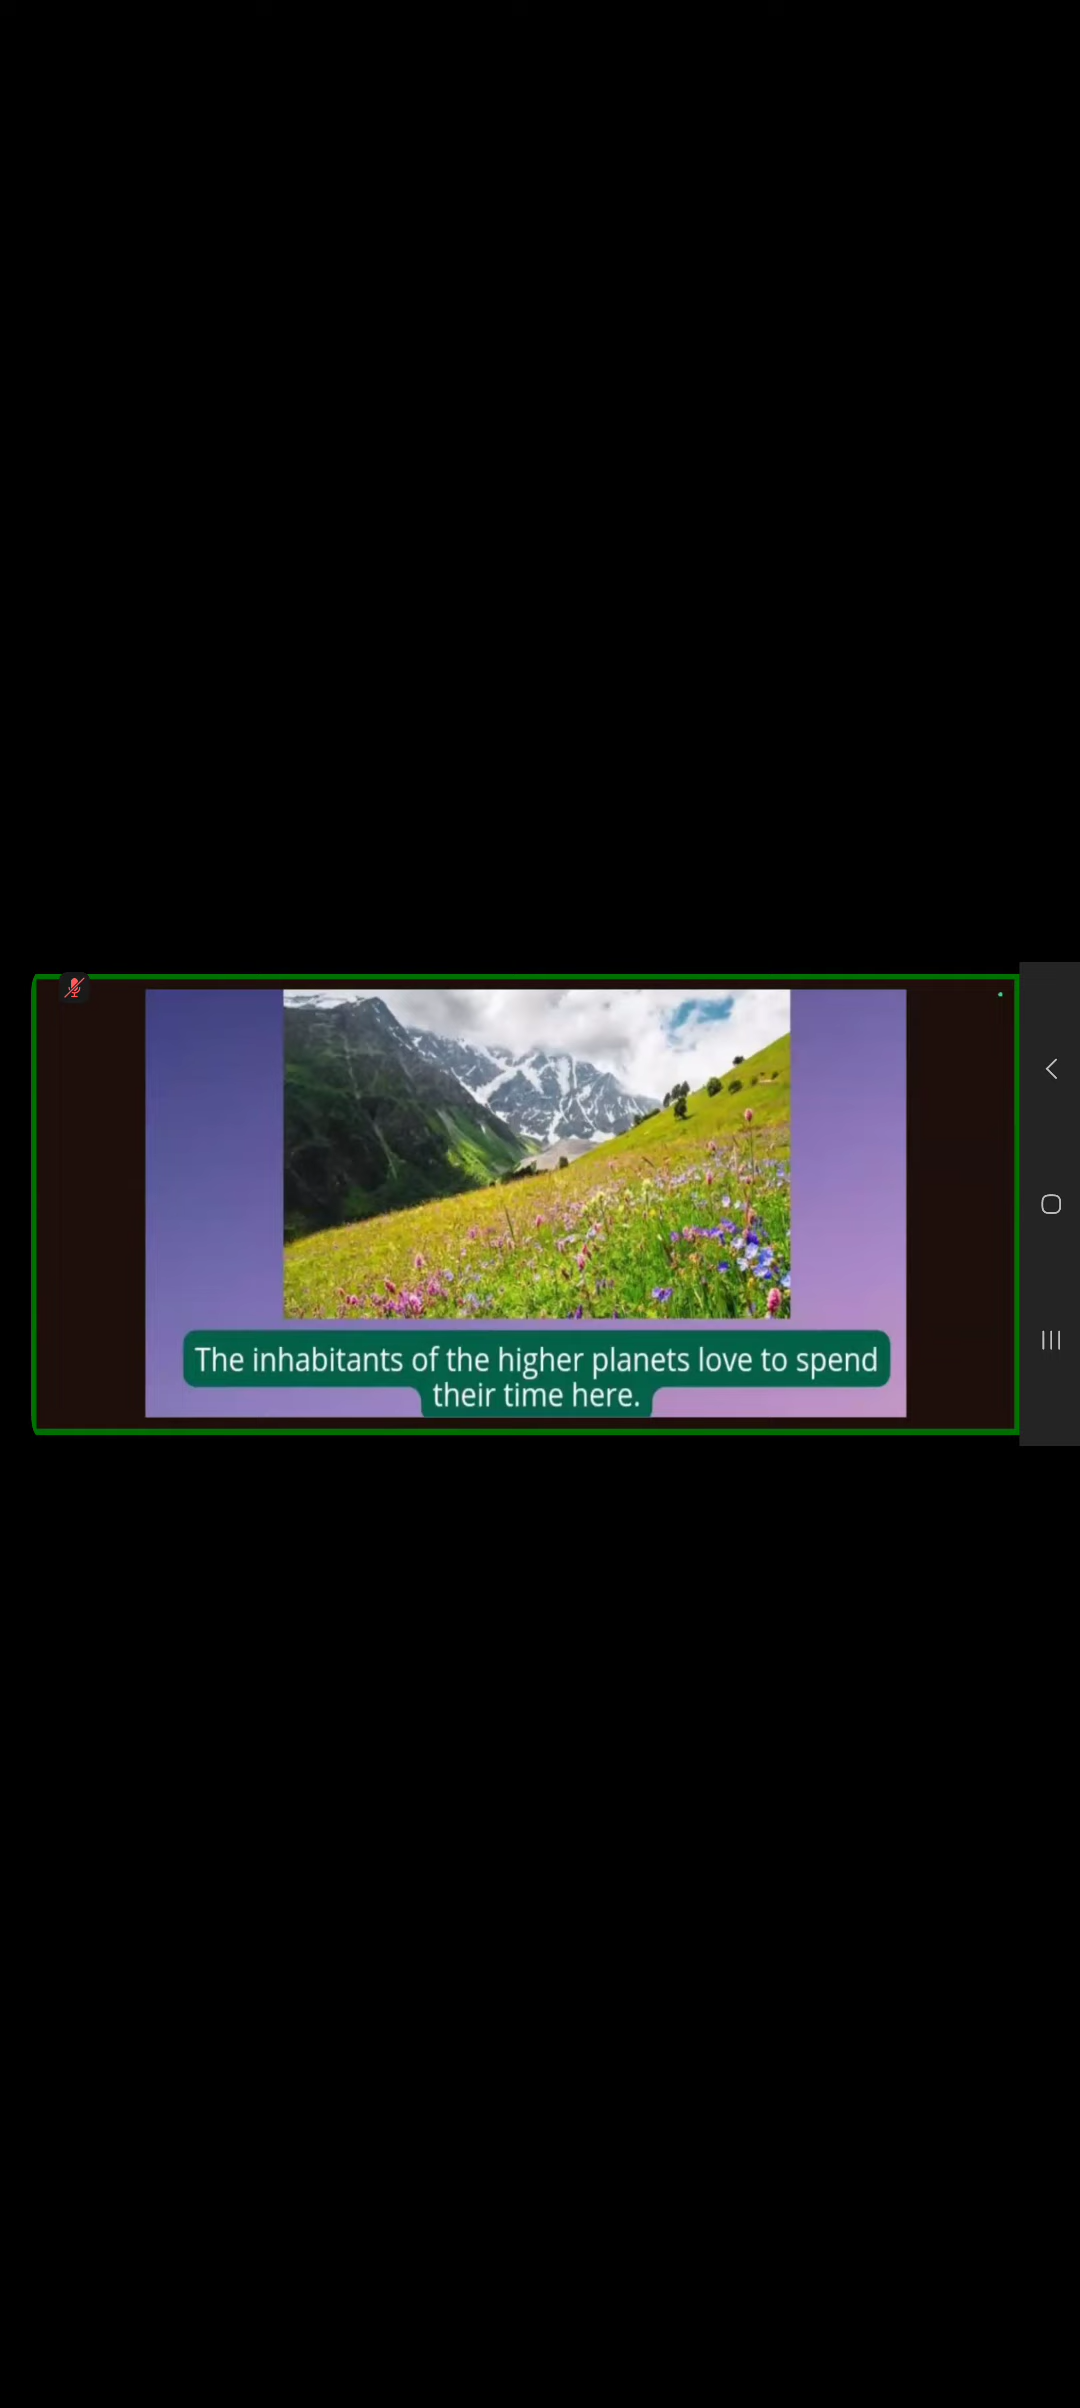 The inhabitants of the higher planets love to spend
their time here.